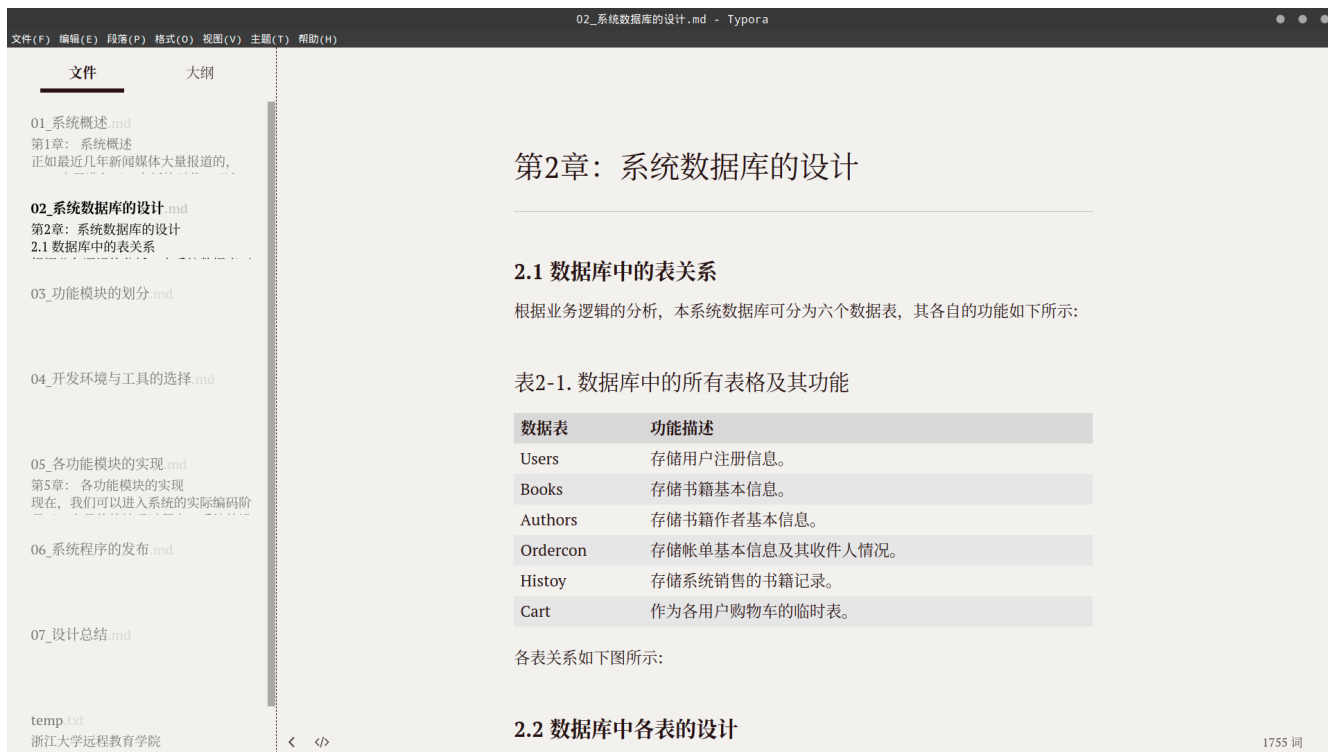 02_系统数据库的设计.md - Typora
文件(F) 编辑(E) 段落(P) 格式(O) 视图(V) 主题(T) 帮助(H)
文件 大纲
01_系统概述.md
第1章： 系统概述
正如最近几年新闻媒体大量报道的，
02_系统数据库的设计.md
第2章：系统数据库的设计
2.1 数据库中的表关系
03_功能模块的划分.md
04_开发环境与工具的选择.md
05_各功能模块的实现.md
第5章： 各功能模块的实现
现在，我们可以进入系统的实际编码阶
06_系统程序的发布.md
07_设计总结.md
temp.txt
浙江大学远程教育学院
第2章：系统数据库的设计
2.1 数据库中的表关系
根据业务逻辑的分析，本系统数据库可分为六个数据表，其各自的功能如下所示:
表2-1. 数据库中的所有表格及其功能
数据表 功能描述
Users 存储用户注册信息。
Books 存储书籍基本信息。
Authors 存储书籍作者基本信息。
Ordercon 存储帐单基本信息及其收件人情况。
Histoy 存储系统销售的书籍记录。
Cart 作为各用户购物车的临时表。
各表关系如下图所示:
2.2 数据库中各表的设计
</> 1755 词